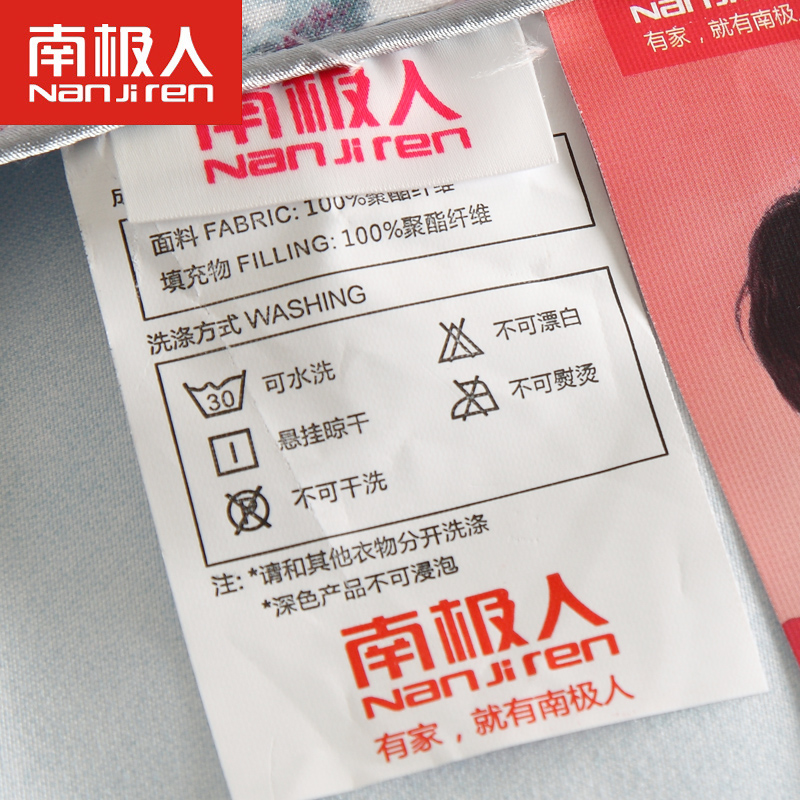 南极人
NanJiren
有家，就有南极
南极人
NanJiren
面料 FABRIC: 100%聚酯纤维
填充物 FILLING: 100%聚酯纤维
洗涤方式 WASHING
30 可水洗
不可漂白
悬挂晾干
不可熨烫
P 不可干洗
注: *请和其他衣物分开洗涤
*深色产品不可浸泡
南极人
NanJiren
有家，就有南极人